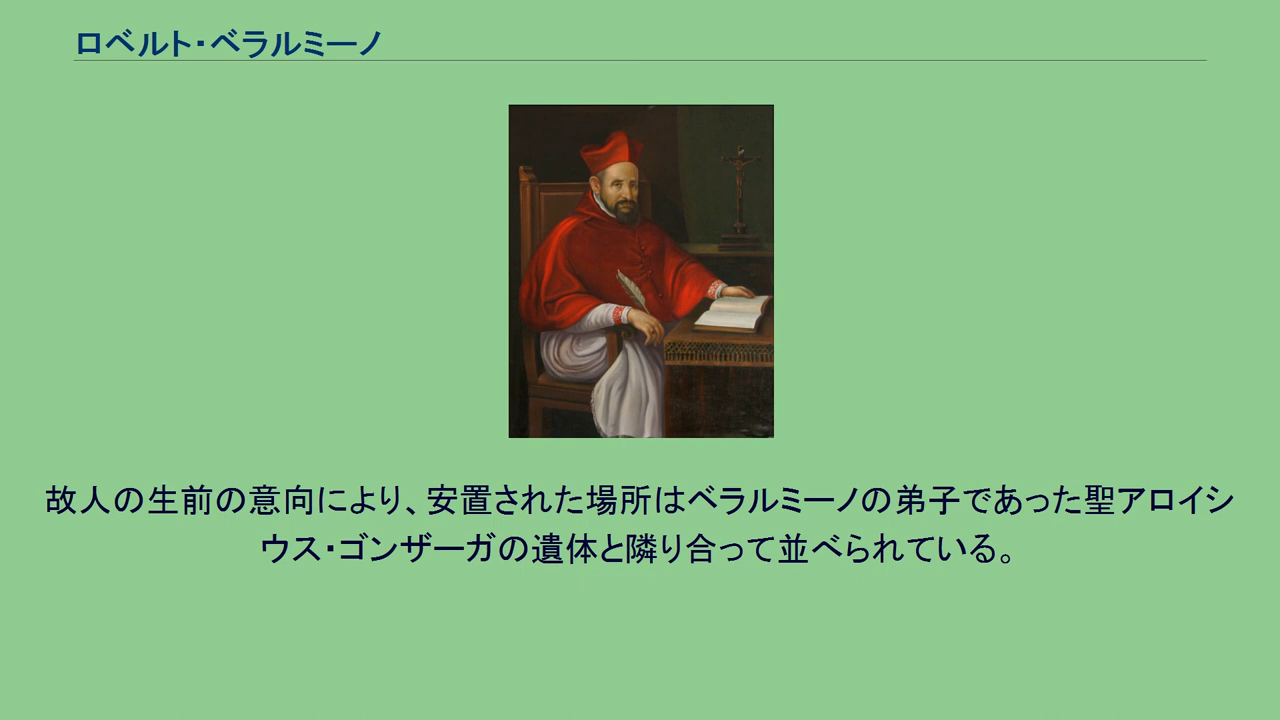 ロベルト・ベラルミーノ
故人の生前の意向により、安置された場所はベラルミーノの弟子であった聖アロイシ
ウス・ゴンザーガの遺体と隣り合って並べられている。